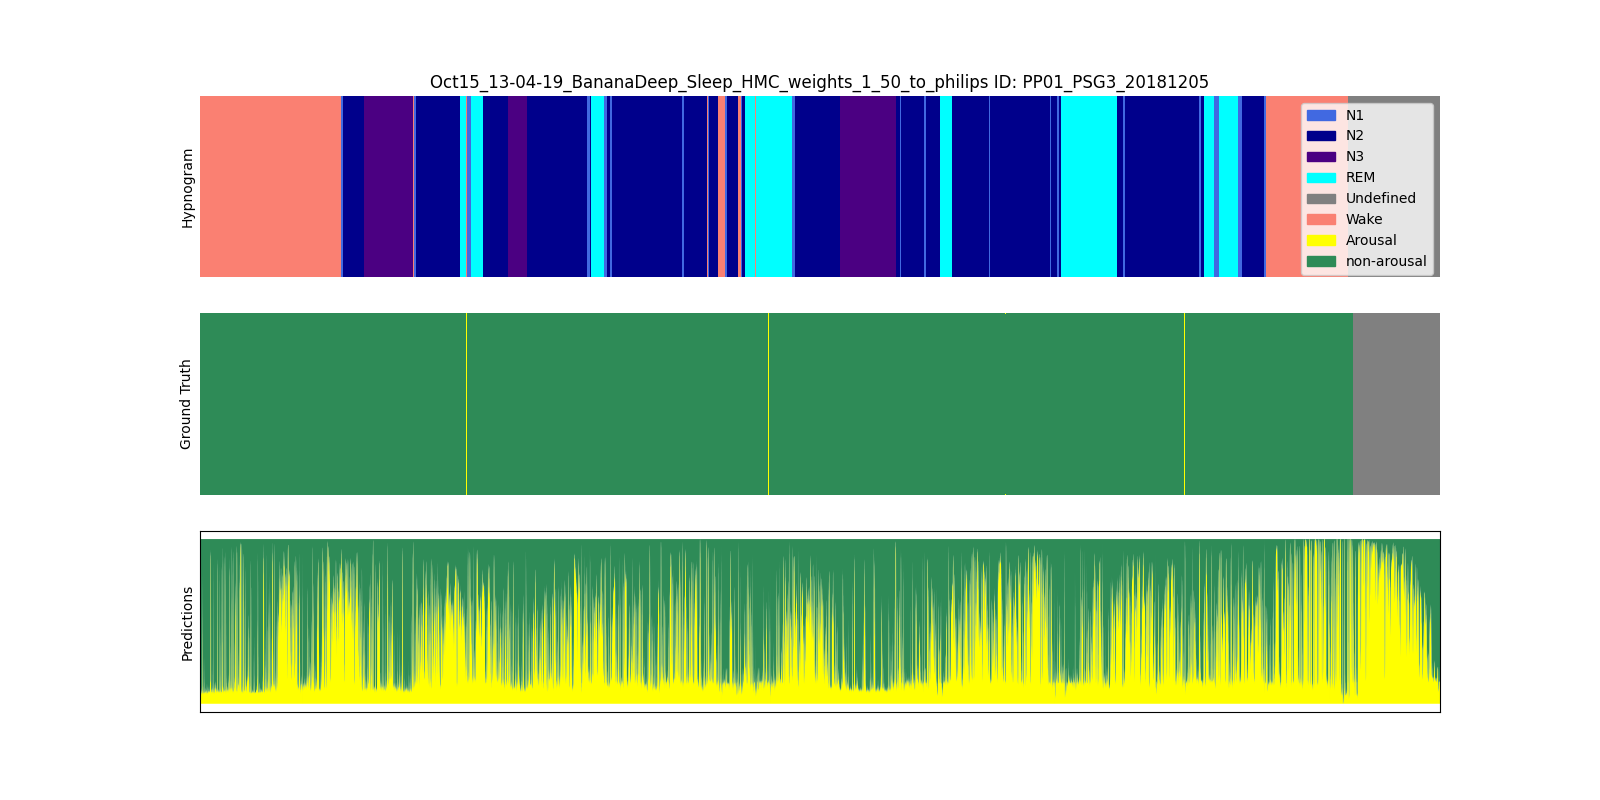 Oct15_13-04-19_BananaDeep_Sleep_HMC_weights_1_50_to_philips ID: PP01_PSG3_20181205
Hypnogram
N1
N2
N3
REM
Undefined
Wake
Arousal
non-arousal
Ground Truth
Predictions